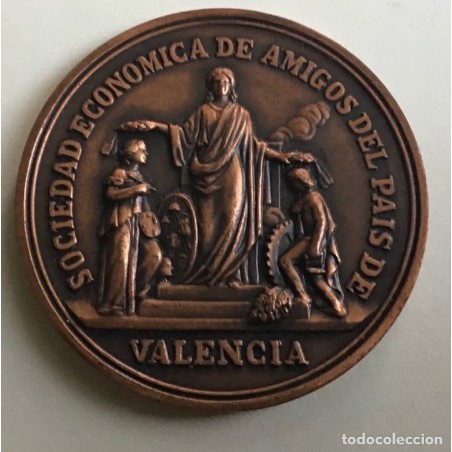 SOCIEDAD ECONOMICA DE AMIGOS DEL PAIS DE
VALENCIA
todocoleccion